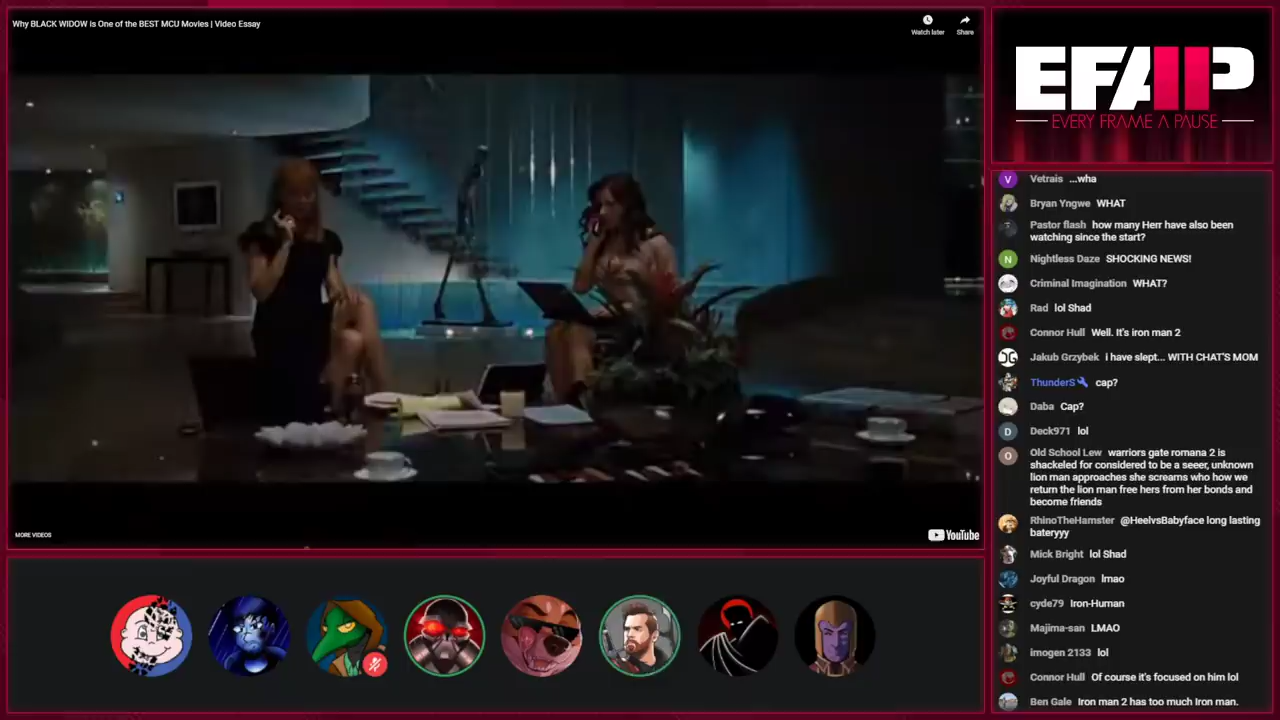 Why BLACK WIDOW is One of the BEST MCU Movies | Video Essay
Watch later
Share
MORE VIDEOS
YouTube
EFAP
EVERY FRAME A PAUSE
V
Vetrais ...wha
Bryan Yngwe WHAT
Pastor flash how many Herr have also been
watching since the start?
N
Nightless Daze SHOCKING NEWS!
Criminal Imagination WHAT?
Rad lol Shad
Connor Hull Well. It's iron man 2
Jakub Grzybek i have slept... WITH CHAT'S MOM
ThunderS cap?
Daba Cap?
D
Deck971 lol
O
Old School Lew warriors gate romana 2 is
shackeled for considered to be a seeer, unknown
lion man approaches she screams who how we
return the lion man free hers from her bonds and
become friends
RhinoTheHamster @HeelvsBabyface long lasting
bateryyy
Mick Bright lol Shad
Joyful Dragon lmao
cyde79 Iron-Human
Majima-san LMAO
imogen 2133 lol
Connor Hull Of course it's focused on him lol
Ben Gale Iron man 2 has too much Iron man.